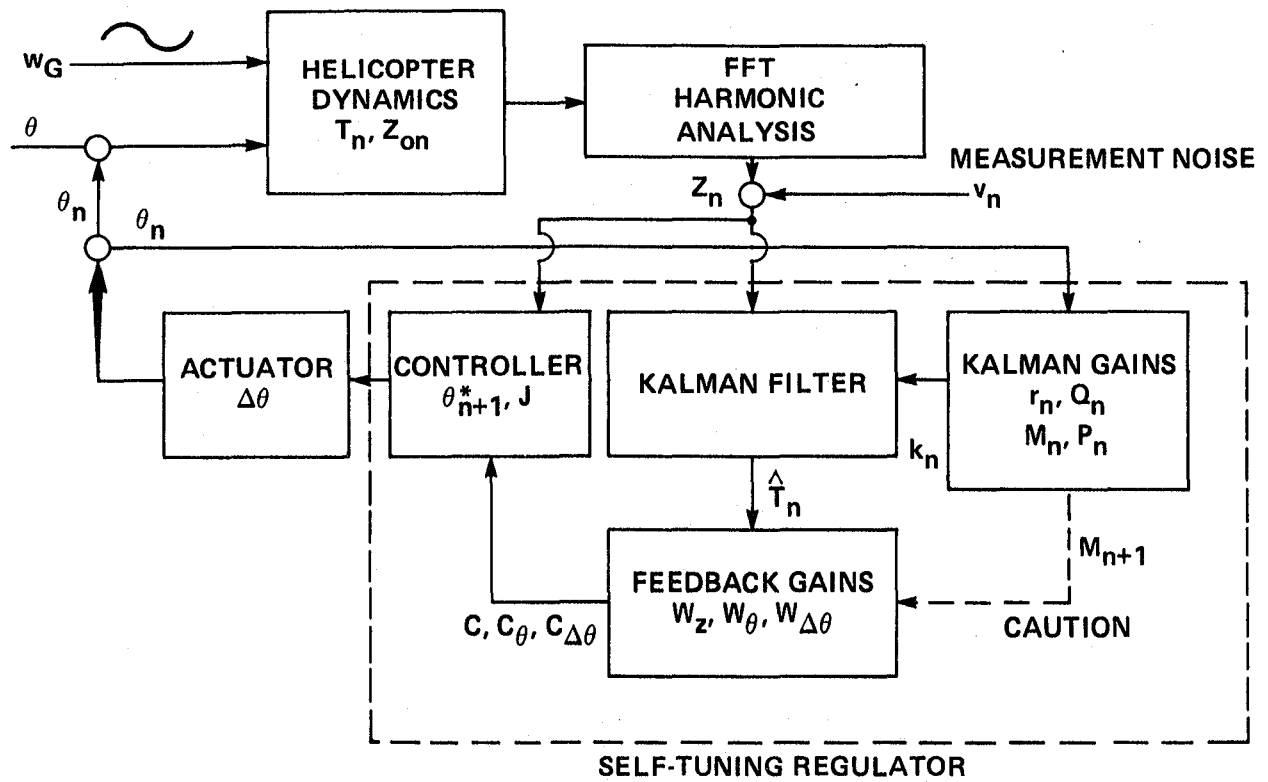 w_G
HELICOPTER
DYNAMICS
T_n, Z_on
FFT
HARMONIC
ANALYSIS
θ
MEASUREMENT NOISE
Z_n
v_n
θ_n
θ_n
ACTUATOR
Δθ
CONTROLLER
θ*_n+1, J
KALMAN FILTER
KALMAN GAINS
r_n, Q_n
M_n, P_n
k_n
T̂_n
M_n+1
FEEDBACK GAINS
W_z, W_θ, W_Δθ
C, C_θ, C_Δθ
CAUTION
SELF-TUNING REGULATOR